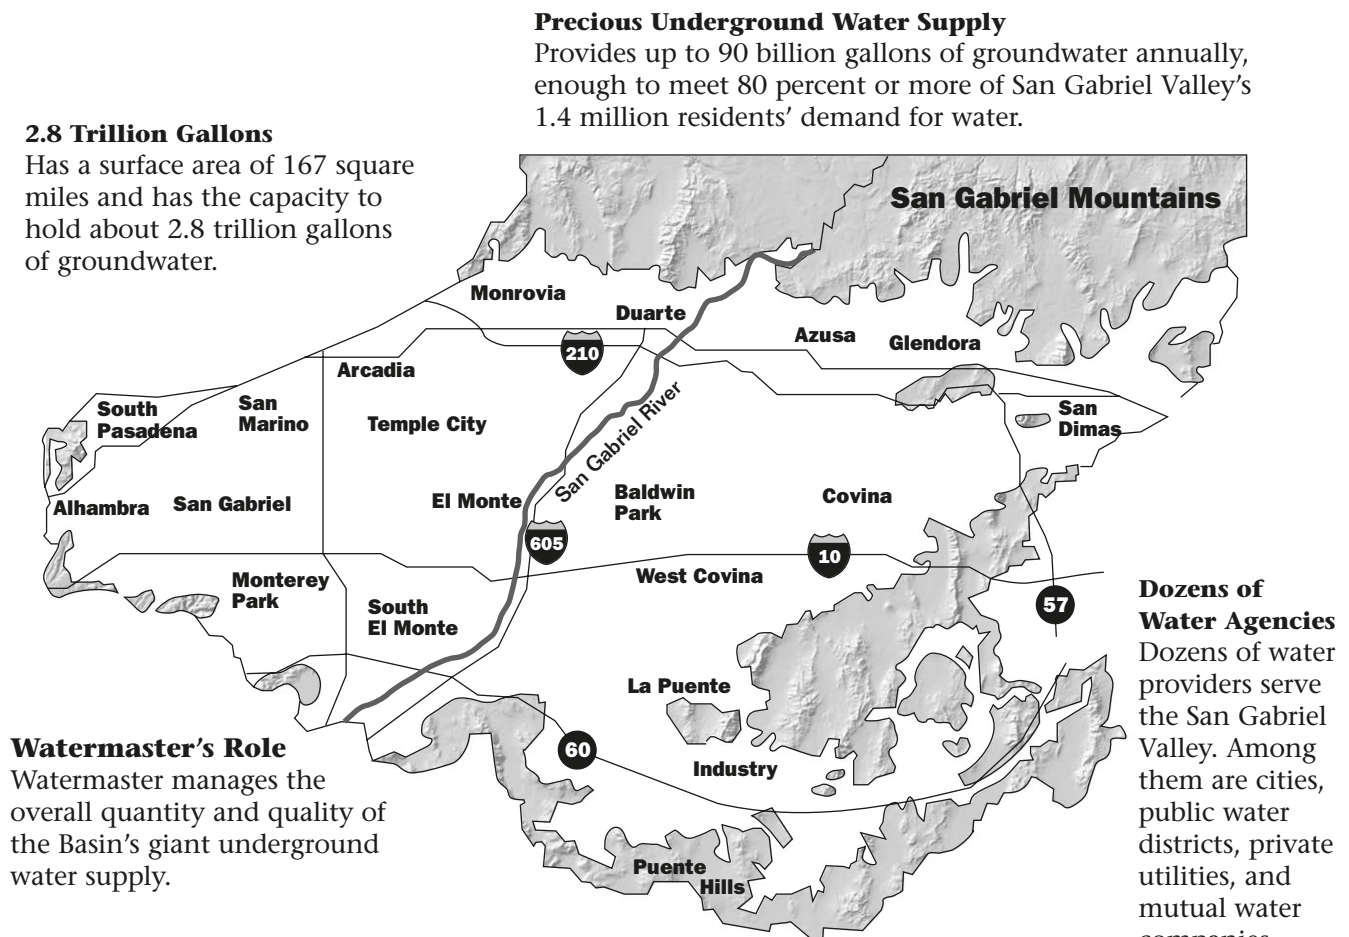 Precious Underground Water Supply
Provides up to 90 billion gallons of groundwater annually,
enough to meet 80 percent or more of San Gabriel Valley’s
1.4 million residents’ demand for water.
2.8 Trillion Gallons
Has a surface area of 167 square
miles and has the capacity to
hold about 2.8 trillion gallons
of groundwater.
San Gabriel Mountains
Monrovia
Duarte
Azusa
Glendora
210
Arcadia
South
Pasadena
San
Marino
Temple City
San Gabriel River
San
Dimas
Alhambra
San Gabriel
El Monte
Baldwin
Park
Covina
605
10
West Covina
Monterey
Park
South
El Monte
57
La Puente
60
Industry
Puente
Hills
Watermaster’s Role
Watermaster manages the
overall quantity and quality of
the Basin’s giant underground
water supply.
Dozens of
Water Agencies
Dozens of water
providers serve
the San Gabriel
Valley. Among
them are cities,
public water
districts, private
utilities, and
mutual water